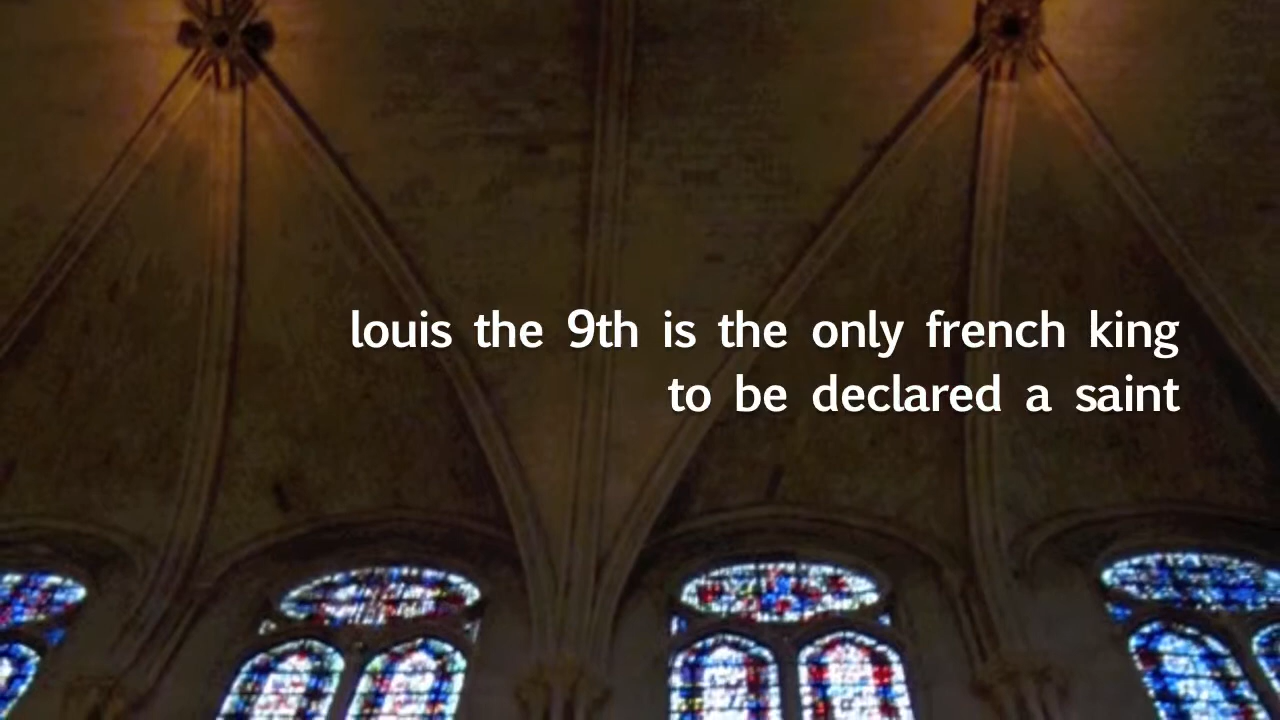 louis the 9th is the only french king
to be declared a saint